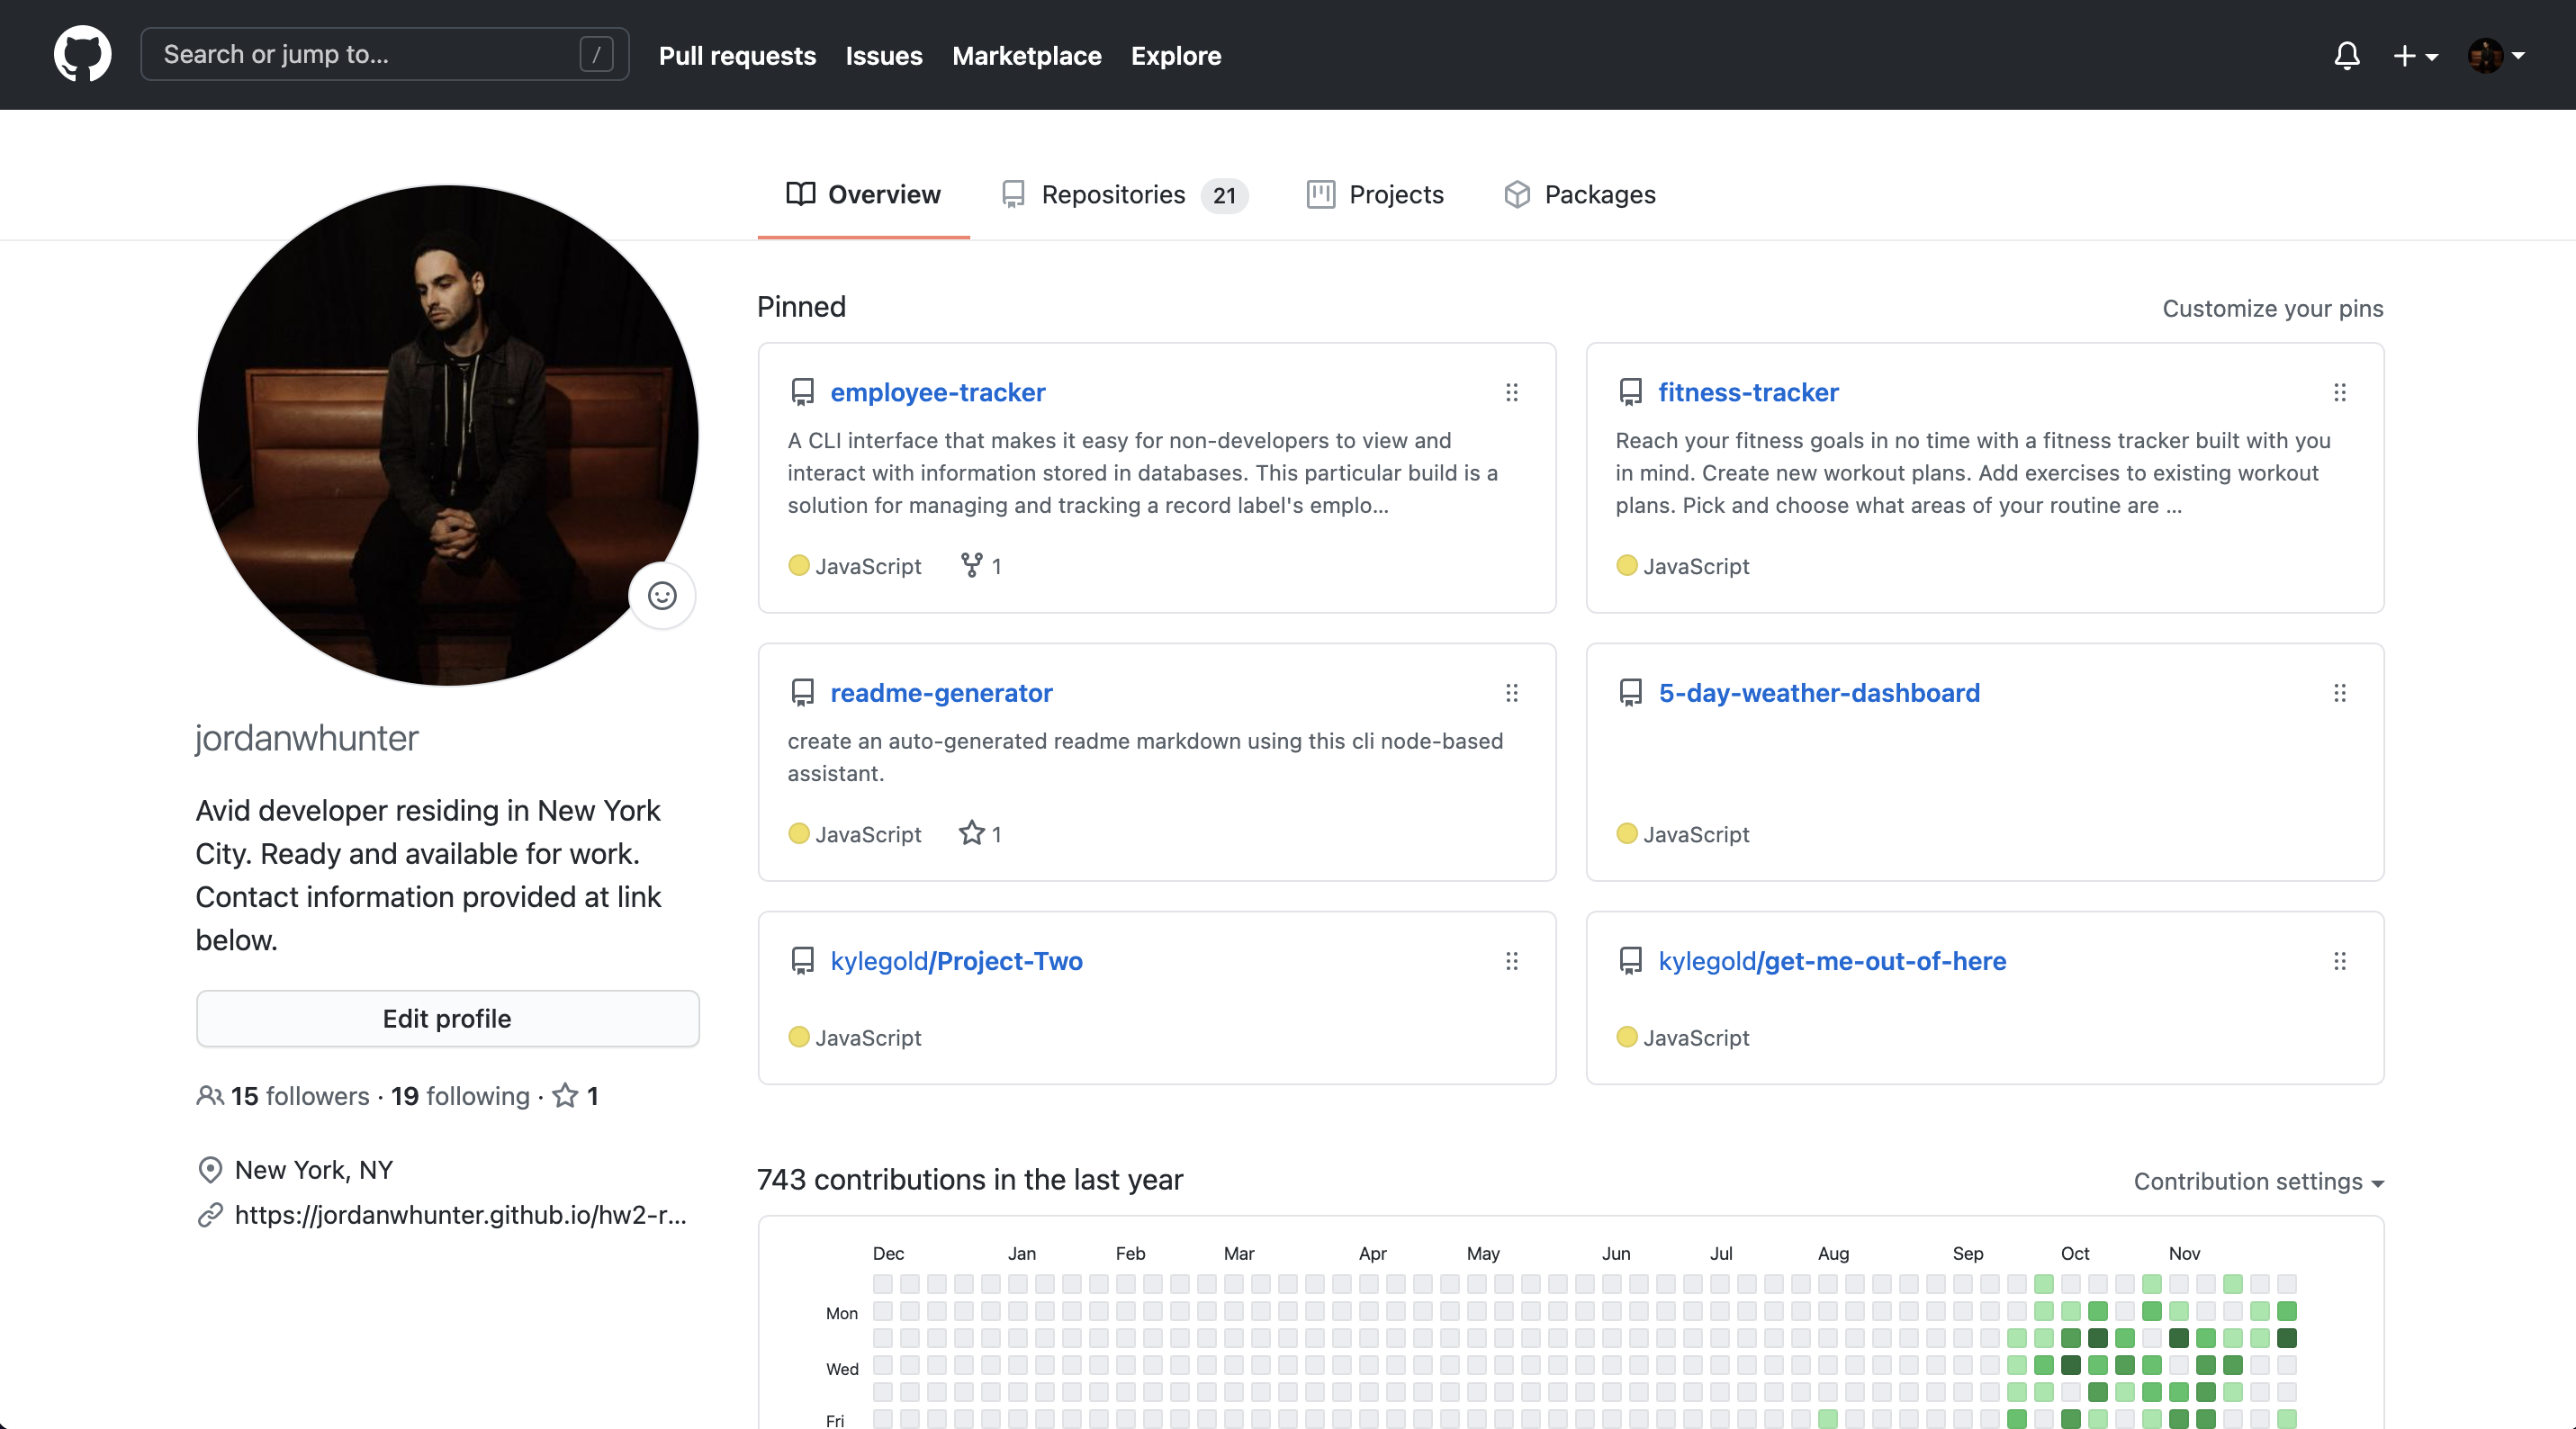 Search or jump to... /
Pull requests
Issues
Marketplace
Explore
Overview
Repositories 21
Projects
Packages
jordanwhunter
Avid developer residing in New York
City. Ready and available for work.
Contact information provided at link
below.
Edit profile
15 followers · 19 following · 1
New York, NY
https://jordanwhunter.github.io/hw2-r...
Pinned
Customize your pins
employee-tracker
A CLI interface that makes it easy for non-developers to view and
interact with information stored in databases. This particular build is a
solution for managing and tracking a record label's emplo...
JavaScript 1
fitness-tracker
Reach your fitness goals in no time with a fitness tracker built with you
in mind. Create new workout plans. Add exercises to existing workout
plans. Pick and choose what areas of your routine are ...
JavaScript
readme-generator
create an auto-generated readme markdown using this cli node-based
assistant.
JavaScript 1
5-day-weather-dashboard
JavaScript
kylegold/Project-Two
JavaScript
kylegold/get-me-out-of-here
JavaScript
743 contributions in the last year
Contribution settings
Dec Jan Feb Mar Apr May Jun Jul Aug Sep Oct Nov
Mon
Wed
Fri